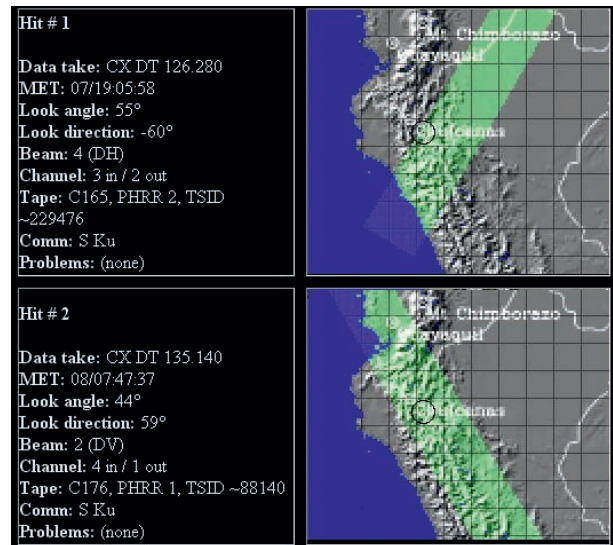 Hit # 1
Data take: CX DT 126.280
MET: 07/19:05:58
Look angle: 55°
Look direction: -60°
Beam: 4 (DH)
Channel: 3 in / 2 out
Tape: C165, PHRR 2, TSID
~229476
Comm: S Ku
Problems: (none)
Mt. Chimborazo
Hit # 2
Data take: CX DT 135.140
MET: 08/07:47:37
Look angle: 44°
Look direction: 59°
Beam: 2 (DV)
Channel: 4 in / 1 out
Tape: C176, PHRR 1, TSID ~88140
Comm: S Ku
Problems: (none)
Mt. Chimborazo